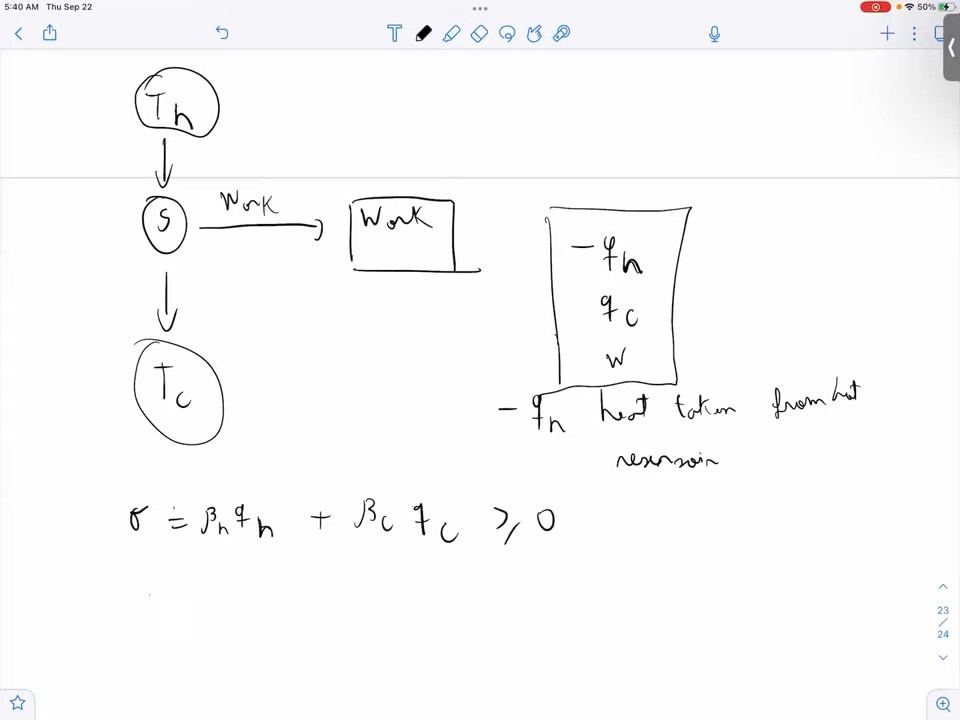 5:40 AM Thu Sep 22
50%
T
Th
S
Work
Work
- qh
qc
w
Tc
- qh heat taken from hot
reservoir
σ ≐ βh qh + βc qc ≥ 0
23
/
24